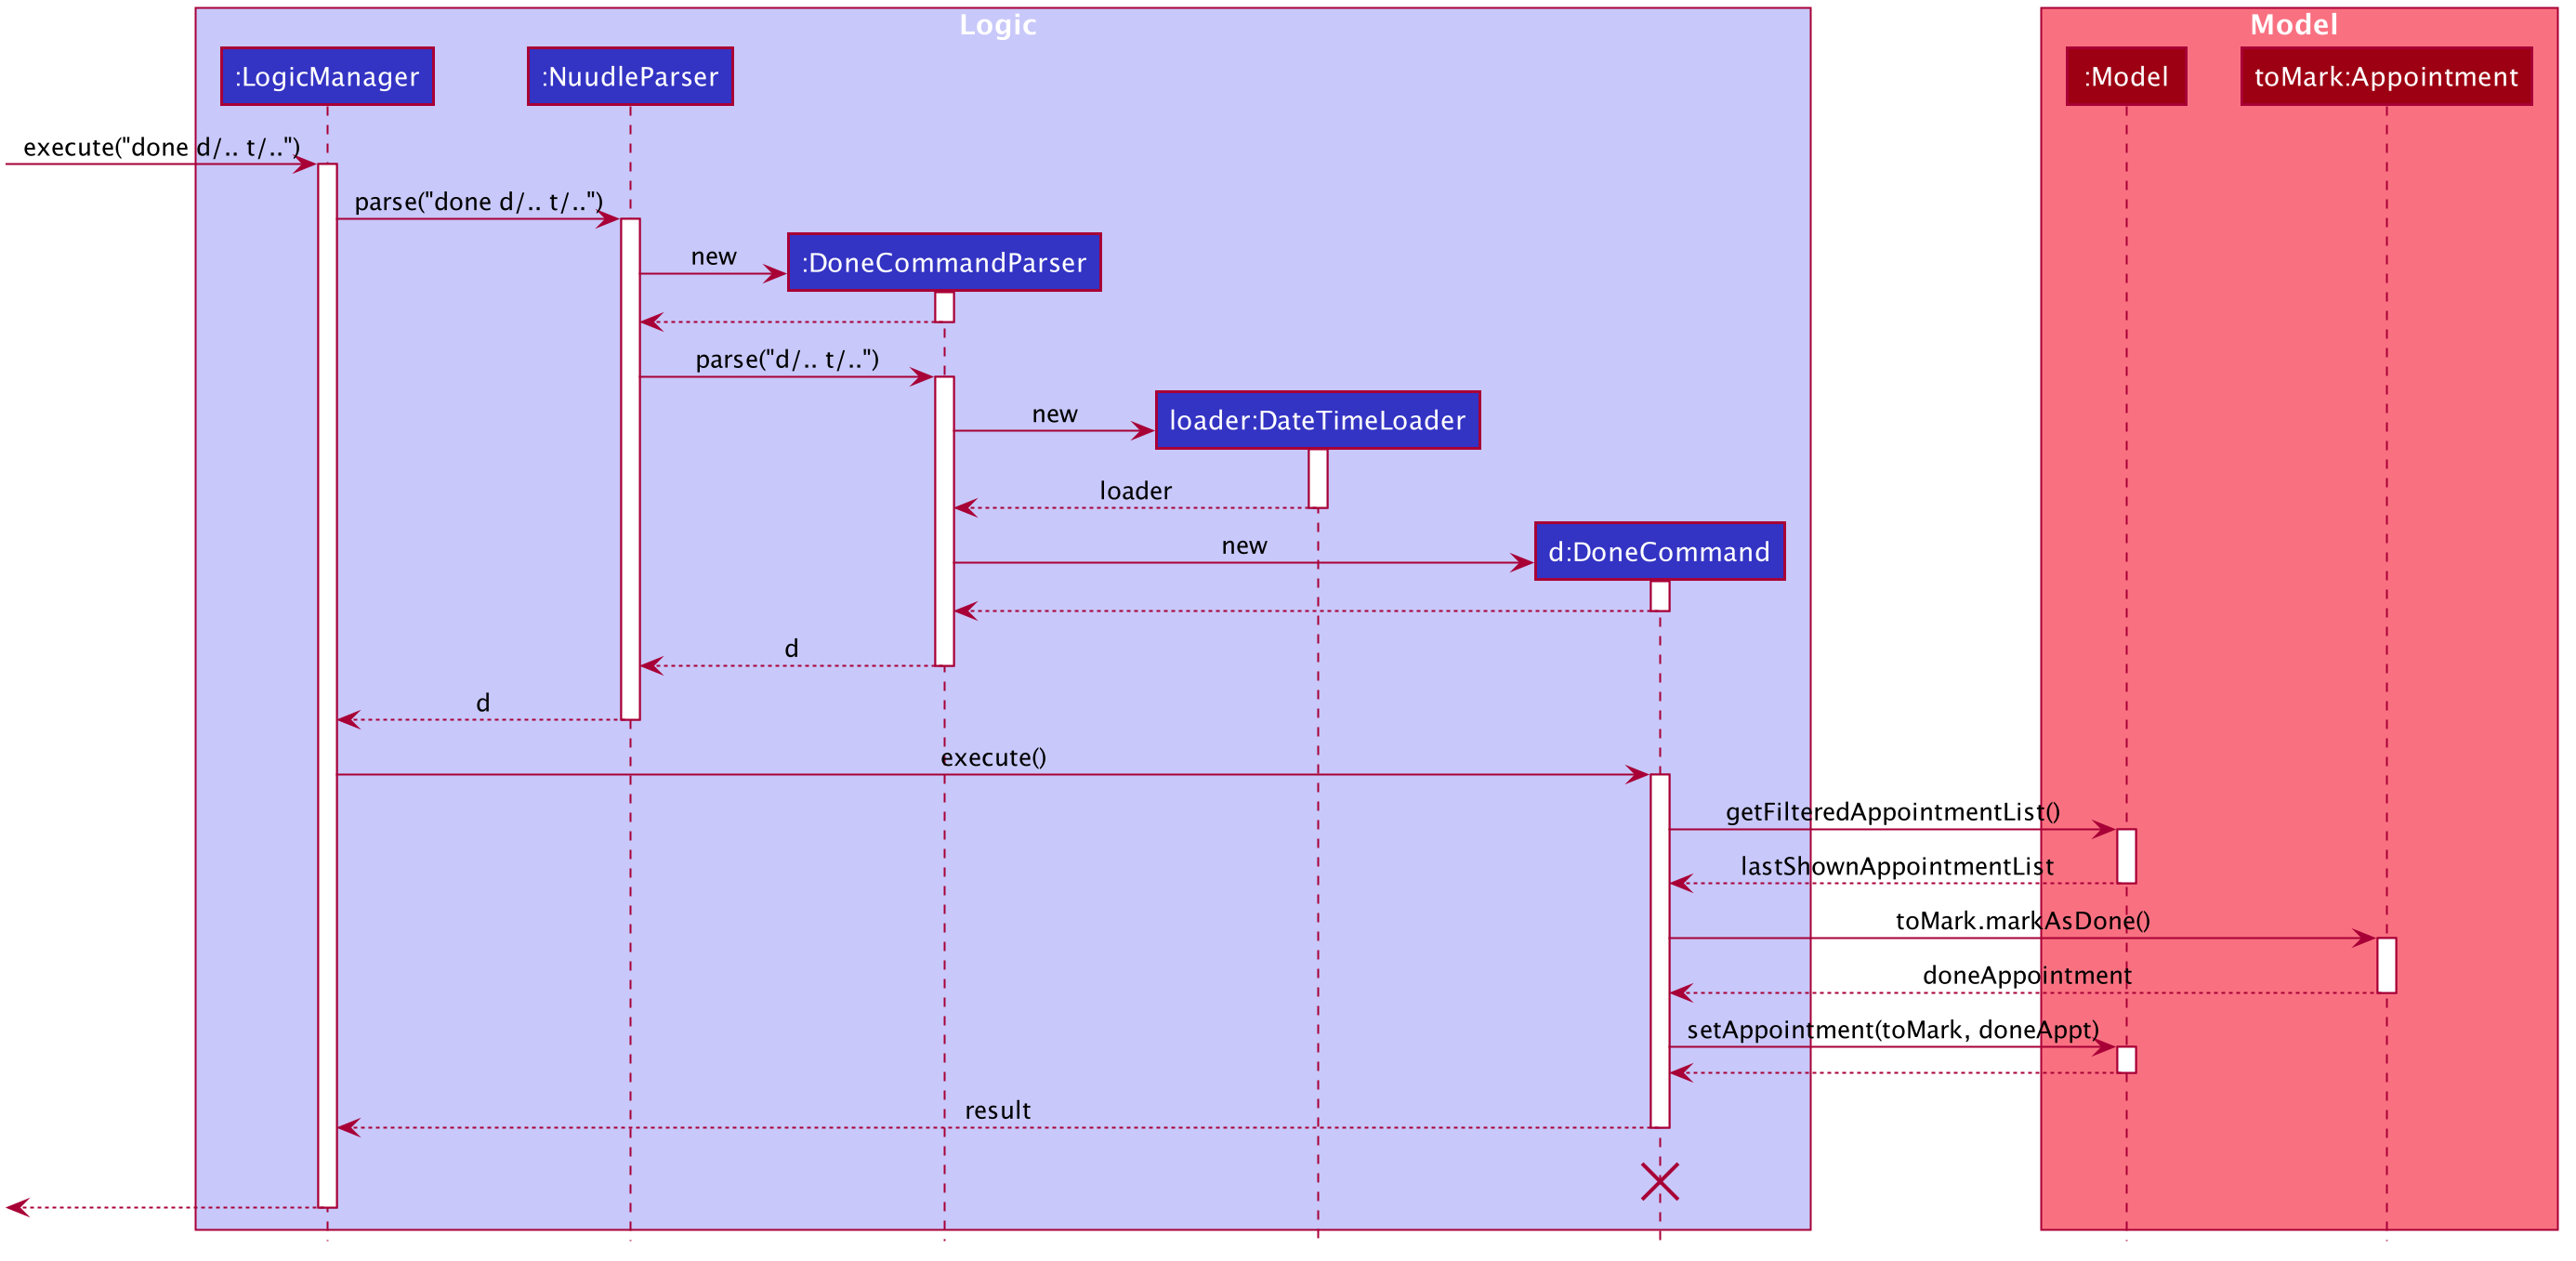 Logic
Model
:LogicManager
:NuudleParser
:Model
toMark:Appointment
execute("done d/.. t/..")
parse("done d/.. t/..")
new
:DoneCommandParser
parse("d/.. t/..")
new
loader:DateTimeLoader
loader
new
d:DoneCommand
d
d
execute()
getFilteredAppointmentList()
lastShownAppointmentList
toMark.markAsDone()
doneAppointment
setAppointment(toMark, doneAppt)
result